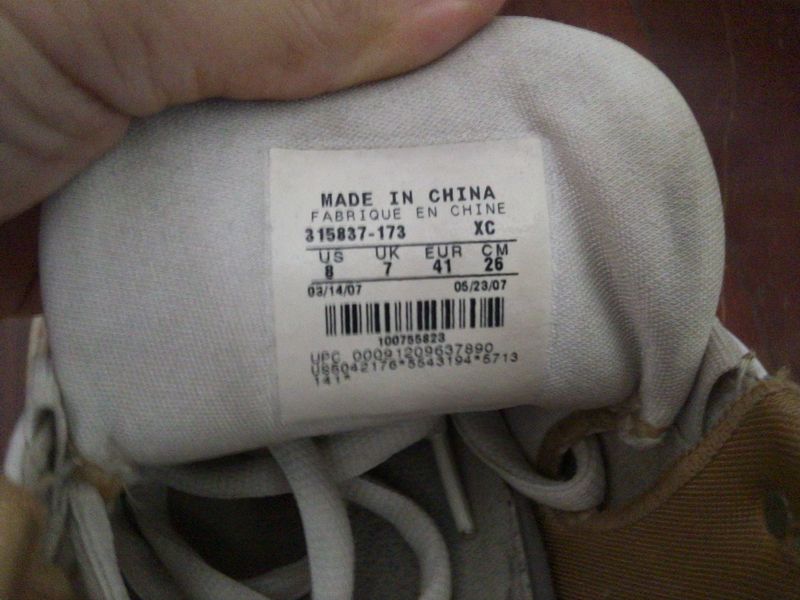 MADE IN CHINA
FABRIQUE EN CHINE
315837-173 XC
US UK EUR CM
8 7 41 26
03/14/07 05/23/07
100755823
UPC 00091209637890
US5042176*5543194*5713
141*